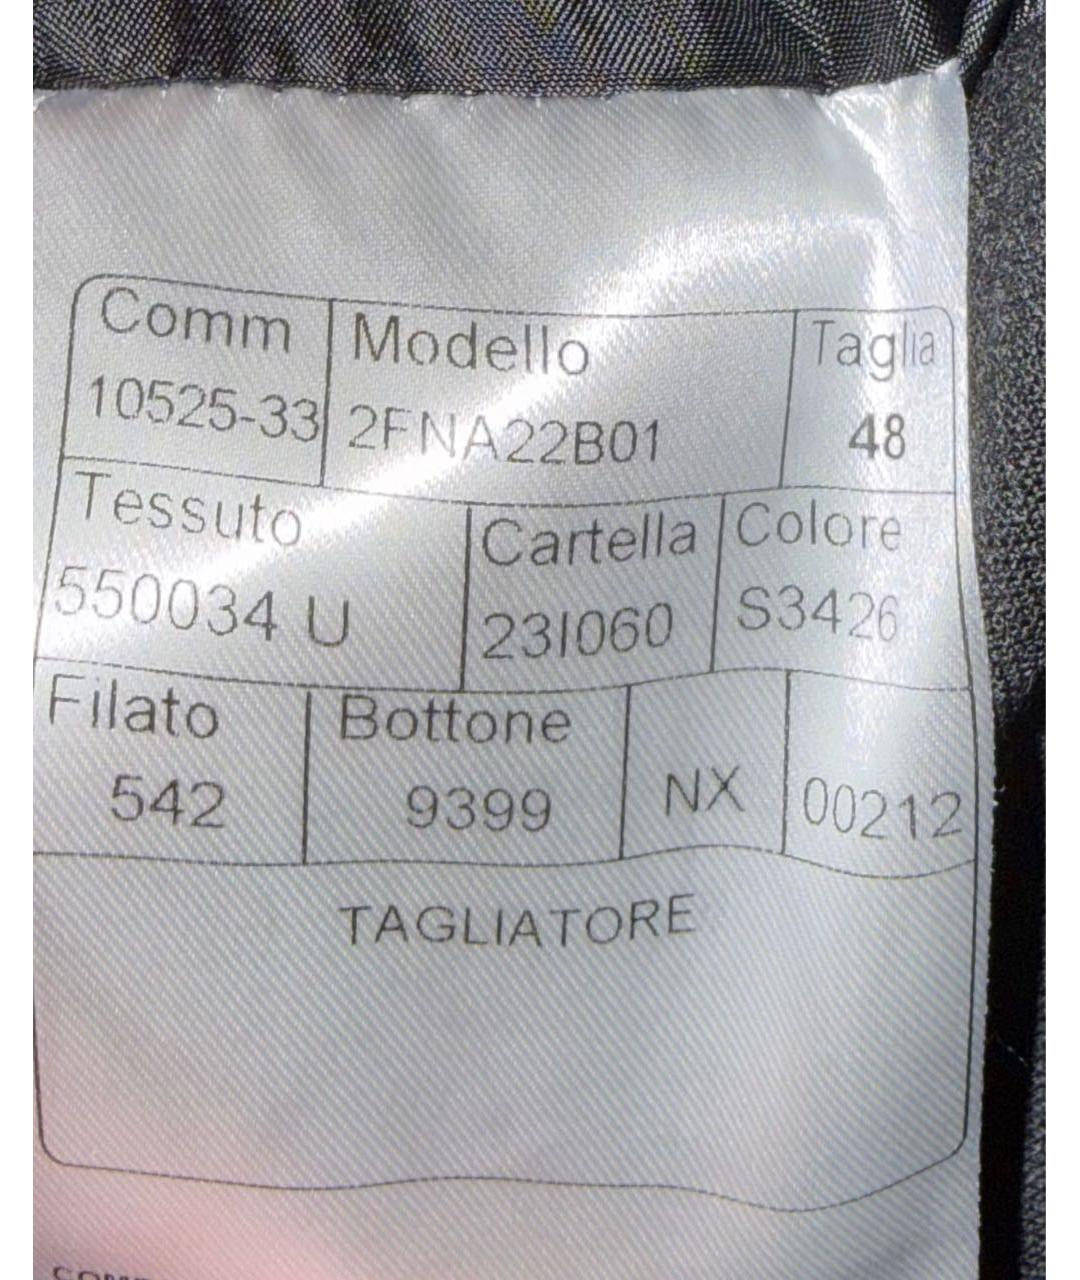 Comm Modello Taglia
10525-33 2FNA22B01 48
Tessuto Cartella Colore
550034 U 23I060 S3426
Filato Bottone
542 9399 NX 00212
TAGLIATORE